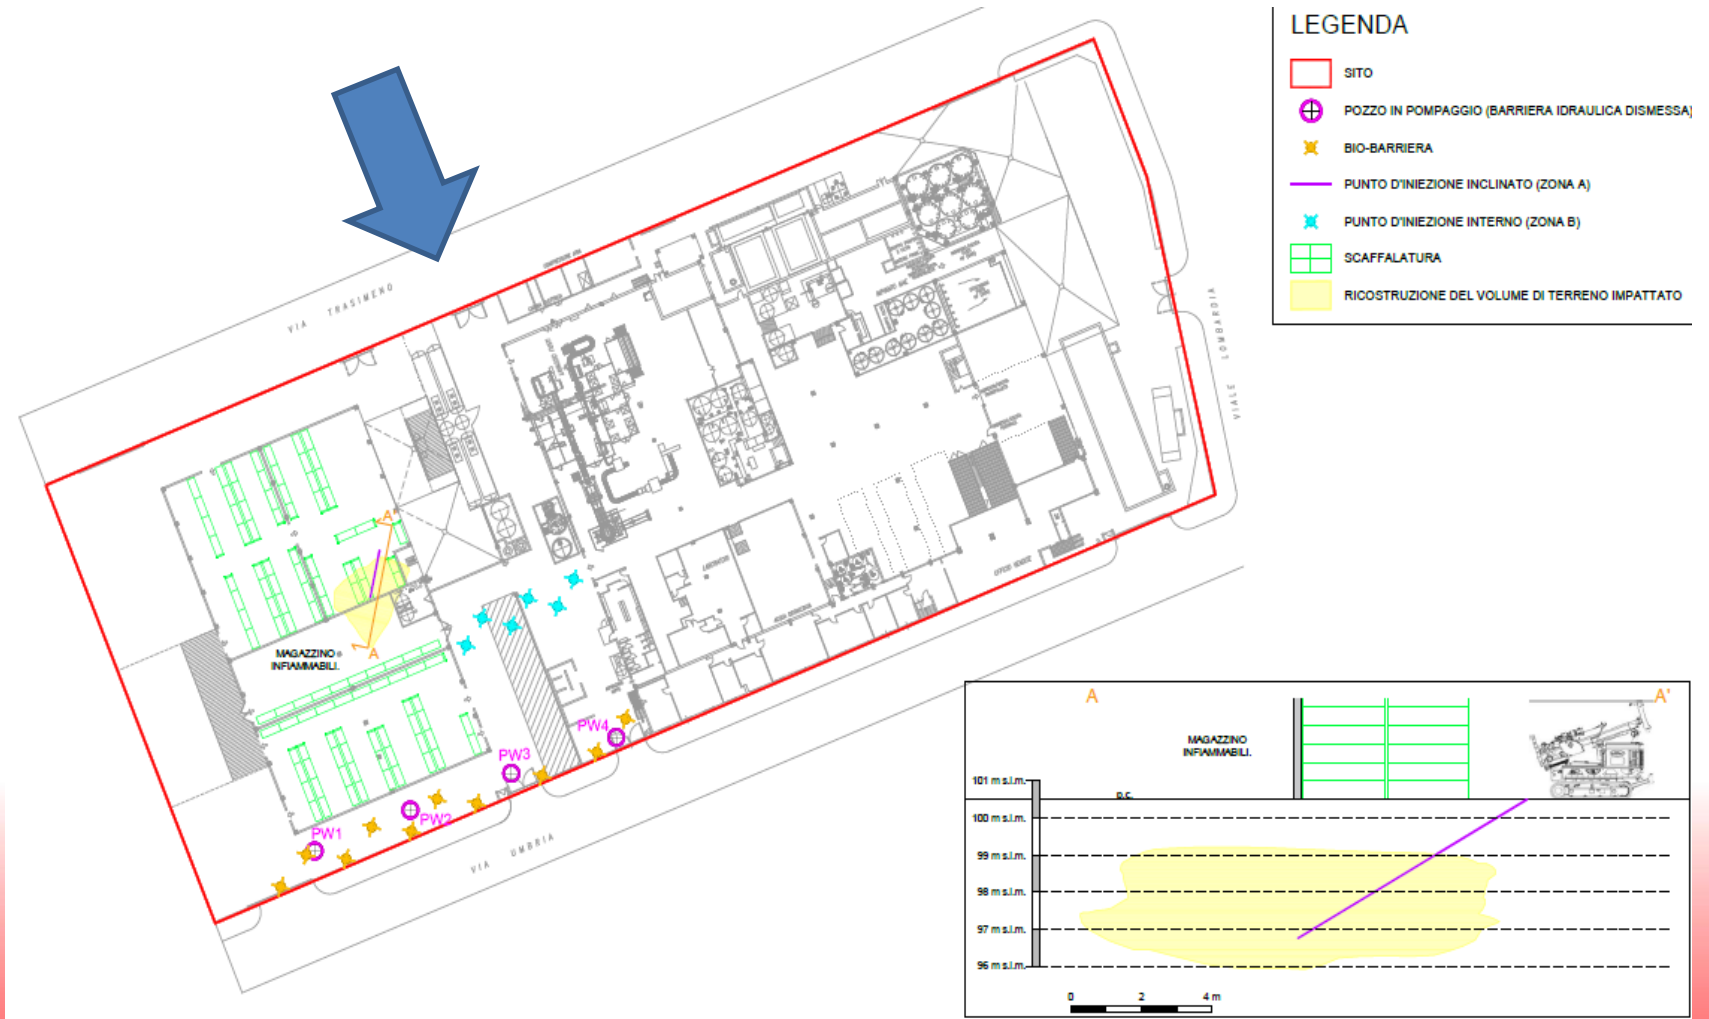 LEGENDA
SITO
POZZO IN POMPAGGIO (BARRIERA IDRAULICA DISMESSA)
BIO-BARRIERA
PUNTO D'INIEZIONE INCLINATO (ZONA A)
PUNTO D'INIEZIONE INTERNO (ZONA B)
SCAFFALATURA
RICOSTRUZIONE DEL VOLUME DI TERRENO IMPATTATO
VIA TRASIMENO
VIALE LOMBARDIA
A'
A
MAGAZZINO
INFIAMMABILI.
PW4
PW3
PW2
PW1
VIA UMBRIA
A
A'
MAGAZZINO
INFIAMMABILI.
101 m s.l.m.
p.c.
100 m s.l.m.
99 m s.l.m.
98 m s.l.m.
97 m s.l.m.
96 m s.l.m.
0 2 4 m